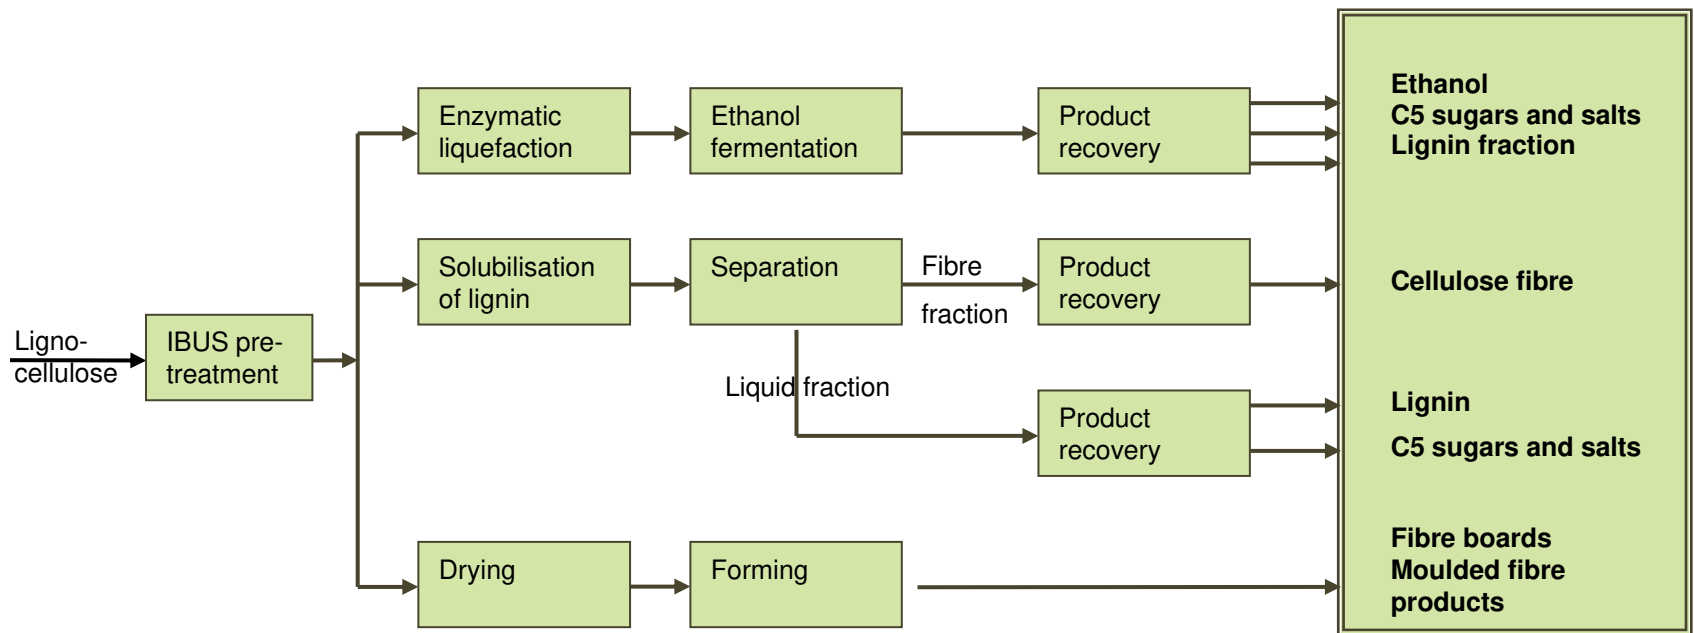 Ligno-
cellulose
IBUS pre-
treatment
Enzymatic
liquefaction
Ethanol
fermentation
Product
recovery
Ethanol
C5 sugars and salts
Lignin fraction
Solubilisation
of lignin
Separation
Fibre
fraction
Product
recovery
Cellulose fibre
Liquid fraction
Product
recovery
Lignin
C5 sugars and salts
Drying
Forming
Fibre boards
Moulded fibre
products